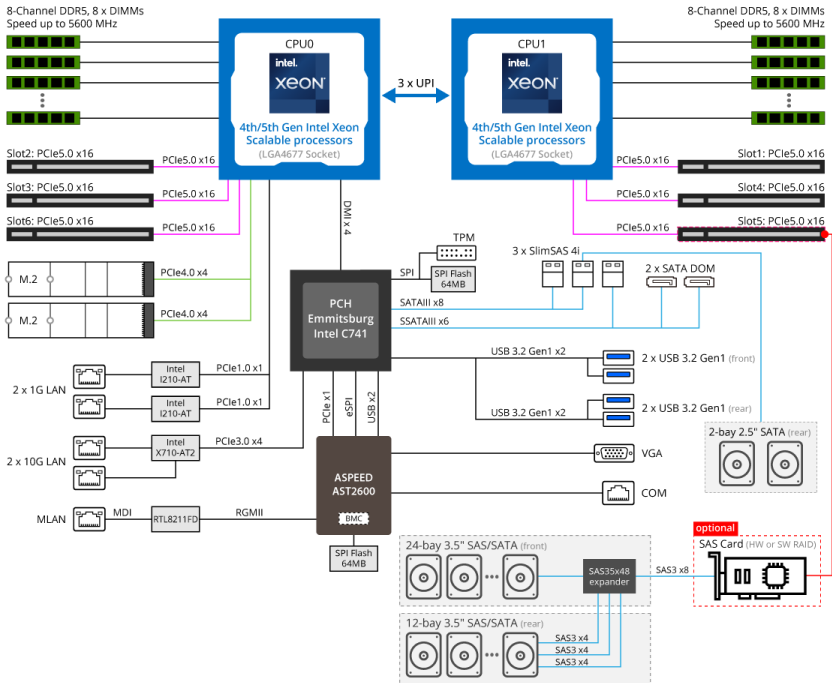 8-Channel DDR5, 8 x DIMMs
Speed up to 5600 MHz
8-Channel DDR5, 8 x DIMMs
Speed up to 5600 MHz
CPU0
intel.
xeon
4th/5th Gen Intel Xeon
Scalable processors
(LGA4677 Socket)
3 x UPI
CPU1
intel.
xeon
4th/5th Gen Intel Xeon
Scalable processors
(LGA4677 Socket)
Slot2: PCIe5.0 x16
PCIe5.0 x16
Slot3: PCIe5.0 x16
PCIe5.0 x16
Slot6: PCIe5.0 x16
PCIe5.0 x16
PCIe5.0 x16
Slot1: PCIe5.0 x16
PCIe5.0 x16
Slot4: PCIe5.0 x16
PCIe5.0 x16
Slot5: PCIe5.0 x16
DMI x 4
M.2
PCIe4.0 x4
M.2
PCIe4.0 x4
PCH
Emmitsburg
Intel C741
TPM
SPI
SPI Flash
64MB
3 x SlimSAS 4i
2 x SATA DOM
SATAIII x8
SSATAIII x6
USB 3.2 Gen1 x2
2 x USB 3.2 Gen1 (front)
USB 3.2 Gen1 x2
2 x USB 3.2 Gen1 (rear)
2 x 1G LAN
Intel
I210-AT
PCIe1.0 x1
Intel
I210-AT
PCIe1.0 x1
2 x 10G LAN
Intel
X710-AT2
PCIe3.0 x4
MLAN
MDI
RTL8211FD
RGMII
PCIe x1
eSPI
USB x2
ASPEED
AST2600
BMC
SPI Flash
64MB
VGA
COM
2-bay 2.5" SATA (rear)
optional
SAS Card (HW or SW RAID)
24-bay 3.5" SAS/SATA (front)
SAS35x48
expander
SAS3 x8
12-bay 3.5" SAS/SATA (rear)
SAS3 x4
SAS3 x4
SAS3 x4